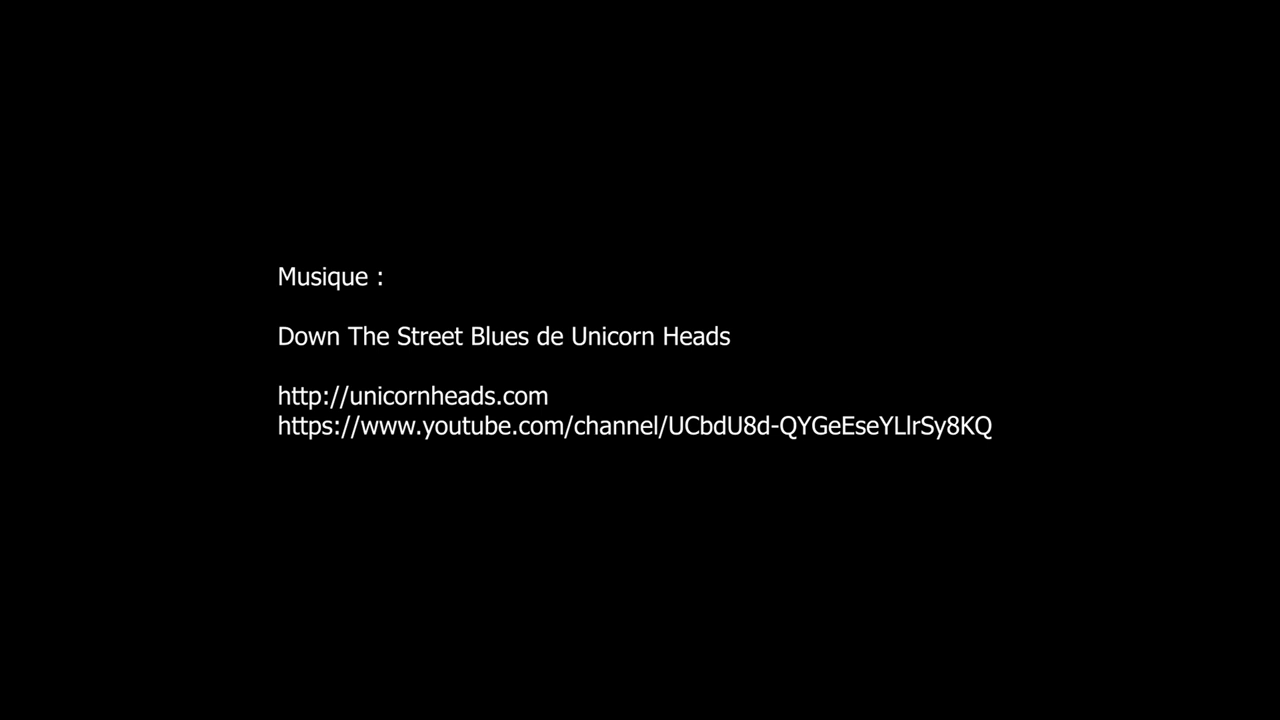 Musique :
Down The Street Blues de Unicorn Heads
http://unicornheads.com
https://www.youtube.com/channel/UCbdU8d-QYGeEseYLlrSy8KQ